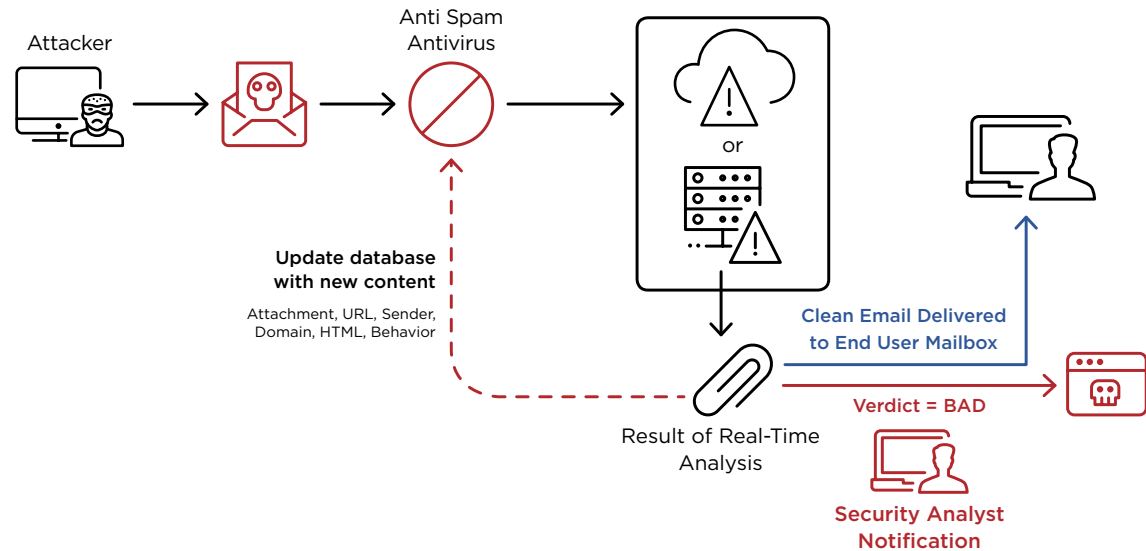 Attacker
Anti Spam
Antivirus
or
Update database
with new content
Attachment, URL, Sender,
Domain, HTML, Behavior
Clean Email Delivered
to End User Mailbox
Verdict = BAD
Result of Real-Time
Analysis
Security Analyst
Notification